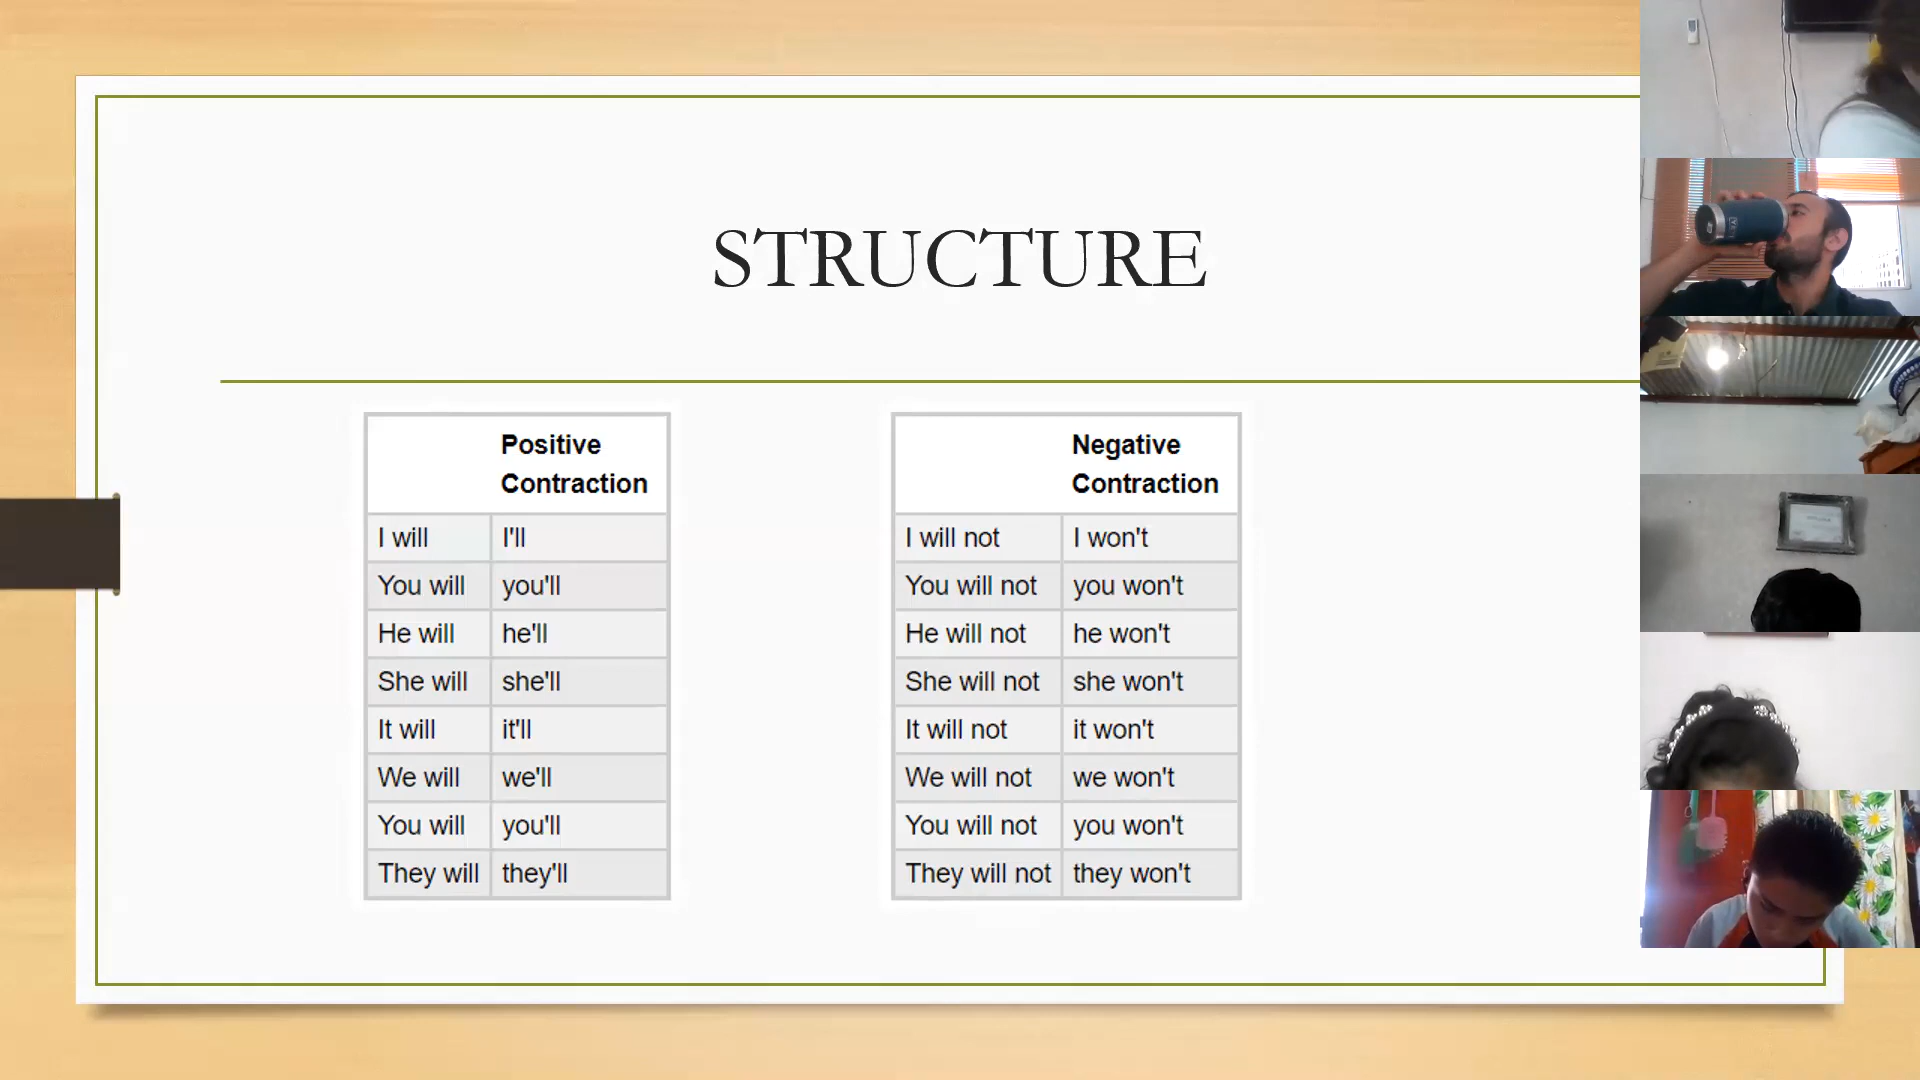 STRUCTURE
Positive
Contraction
I will I'll
You will you'll
He will he'll
She will she'll
It will it'll
We will we'll
You will you'll
They will they'll
Negative
Contraction
I will not I won't
You will not you won't
He will not he won't
She will not she won't
It will not it won't
We will not we won't
You will not you won't
They will not they won't